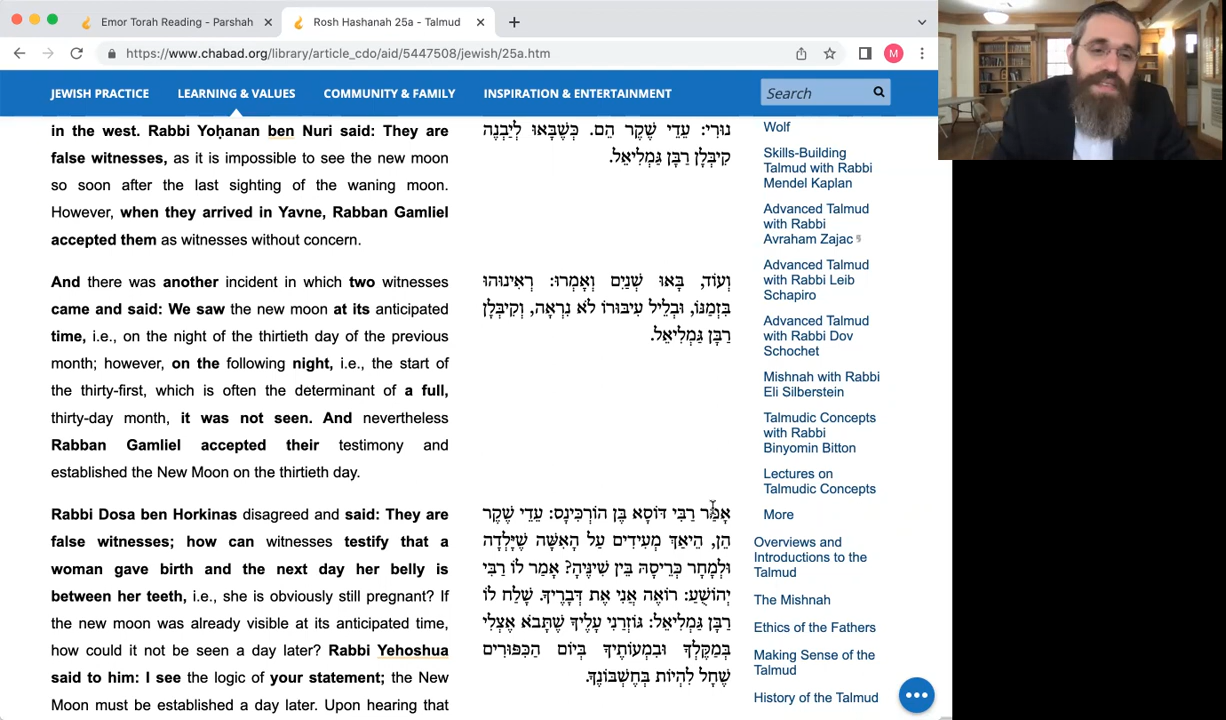 Emor Torah Reading - Parshah
Rosh Hashanah 25a - Talmud
https://www.chabad.org/library/article_cdo/aid/5447508/jewish/25a.htm
M
JEWISH PRACTICE
LEARNING & VALUES
COMMUNITY & FAMILY
INSPIRATION & ENTERTAINMENT
Search
in the west. Rabbi Yoḥanan ben Nuri said: They are
false witnesses, as it is impossible to see the new moon
so soon after the last sighting of the waning moon.
However, when they arrived in Yavne, Rabban Gamliel
accepted them as witnesses without concern.
And there was another incident in which two witnesses
came and said: We saw the new moon at its anticipated
time, i.e., on the night of the thirtieth day of the previous
month; however, on the following night, i.e., the start of
the thirty-first, which is often the determinant of a full,
thirty-day month, it was not seen. And nevertheless
Rabban Gamliel accepted their testimony and
established the New Moon on the thirtieth day.
Rabbi Dosa ben Horkinas disagreed and said: They are
false witnesses; how can witnesses testify that a
woman gave birth and the next day her belly is
between her teeth, i.e., she is obviously still pregnant? If
the new moon was already visible at its anticipated time,
how could it not be seen a day later? Rabbi Yehoshua
said to him: I see the logic of your statement; the New
Moon must be established a day later. Upon hearing that
נוּרִי: עֵדֵי שֶׁקֶר הֵם. כְּשֶׁבָּאוּ לְיַבְנֶה
קִיבְּלָן רַבָּן גַּמְלִיאֵל.
וְעוֹד, בָּאוּ שְׁנַיִם וְאָמְרוּ: רְאִינוּהוּ
בִּזְמַנּוֹ, וּבְלֵיל עִיבּוּרוֹ לֹא נִרְאָה, וְקִיבְּלָן
רַבָּן גַּמְלִיאֵל.
אָמַר רַבִּי דּוֹסָא בֶּן הוֹרְכִּינָס: עֵדֵי שֶׁקֶר
הֵן, הֵיאַךְ מְעִידִים עַל הָאִשָּׁה שֶׁיָּלְדָה
וּלְמָחָר כְּרֵיסָהּ בֵּין שִׁינֶּיהָ? אָמַר לוֹ רַבִּי
יְהוֹשֻׁעַ: רוֹאֶה אֲנִי אֶת דְּבָרֶיךָ. שָׁלַח לוֹ
רַבָּן גַּמְלִיאֵל: גּוֹזְרַנִי עָלֶיךָ שֶׁתָּבֹא אֶצְלִי
בְּמַקֶּלְךָ וּבִמְעוֹתֶיךָ בְּיוֹם הַכִּפּוּרִים
שֶׁחָל לִהְיוֹת בְּחֶשְׁבּוֹנְךָ.
Wolf
Skills-Building
Talmud with Rabbi
Mendel Kaplan
Advanced Talmud
with Rabbi
Avraham Zajac
Advanced Talmud
with Rabbi Leib
Schapiro
Advanced Talmud
with Rabbi Dov
Schochet
Mishnah with Rabbi
Eli Silberstein
Talmudic Concepts
with Rabbi
Binyomin Bitton
Lectures on
Talmudic Concepts
More
Overviews and
Introductions to the
Talmud
The Mishnah
Ethics of the Fathers
Making Sense of the
Talmud
History of the Talmud